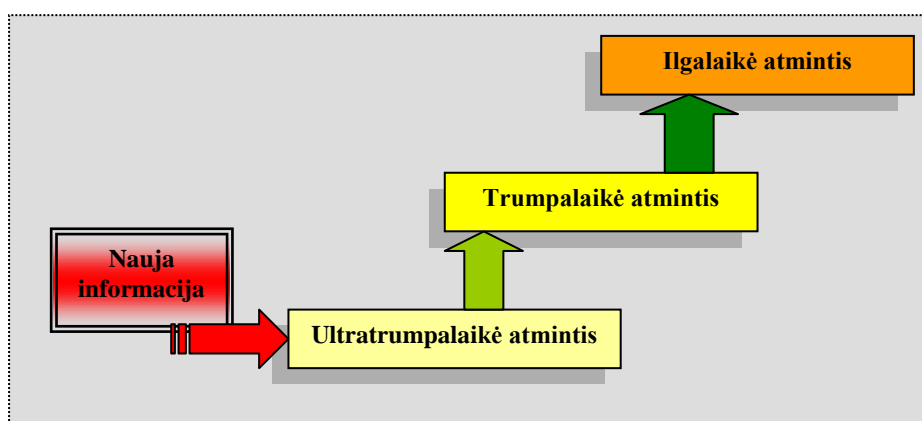 Ilgalaikė atmintis
Trumpalaikė atmintis
Nauja
informacija
Ultratrumpalaikė atmintis